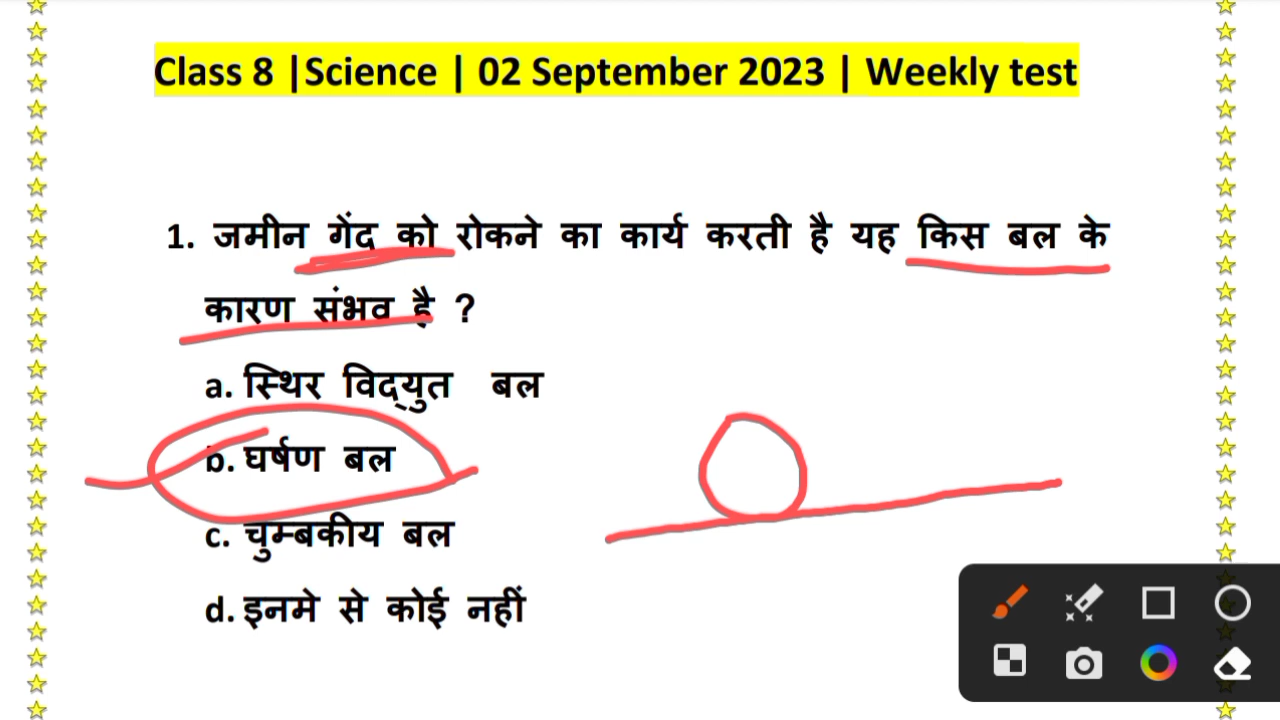 Class 8 |Science | 02 September 2023 | Weekly test
1. जमीन गेंद को रोकने का कार्य करती है यह किस बल के
कारण संभव है ?
a. स्थिर विद्‌युत बल
b. घर्षण बल
c. चुम्बकीय बल
d. इनमे से कोई नहीं